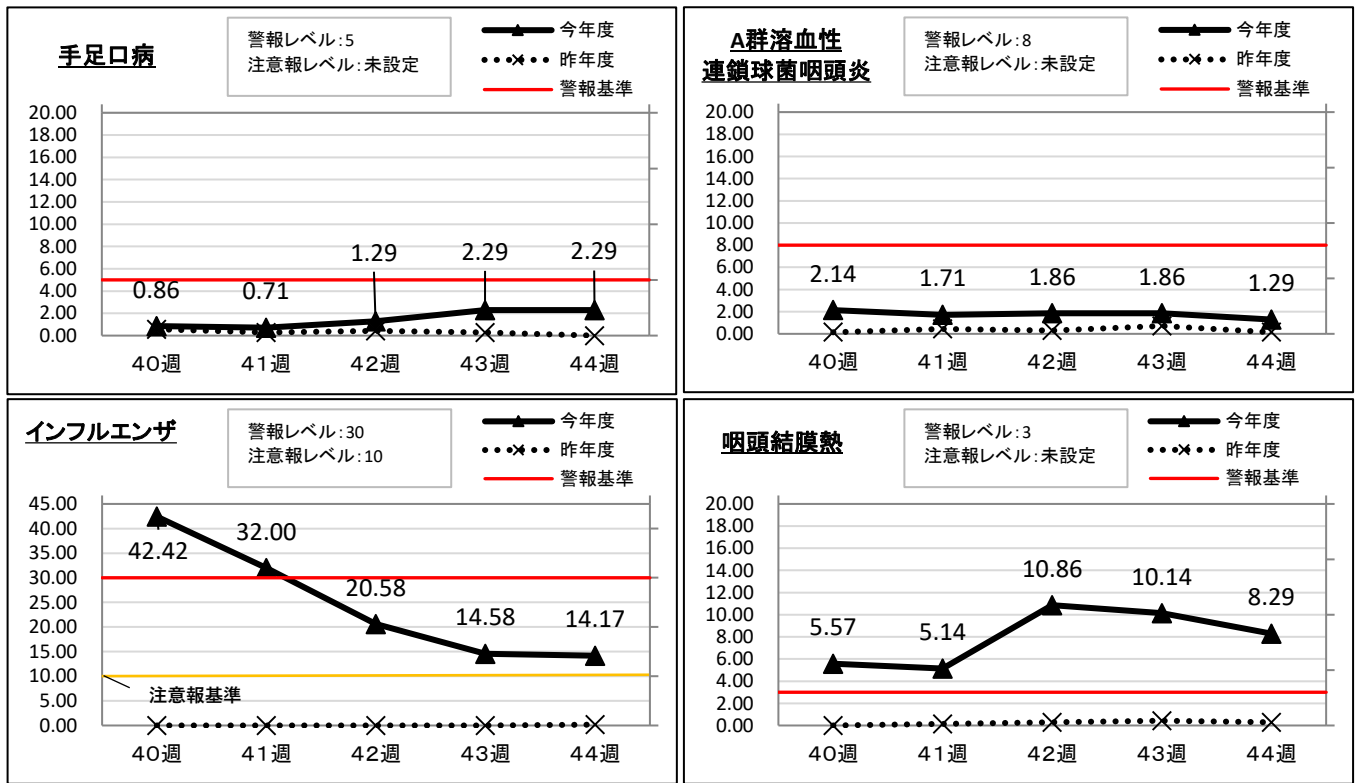 手足口病
警報レベル:5
注意報レベル:未設定
今年度
昨年度
警報基準
20.00
18.00
16.00
14.00
12.00
10.00
8.00
6.00
4.00
2.00
0.00
0.86
0.71
1.29
2.29
2.29
40週
41週
42週
43週
44週
A群溶血性
連鎖球菌咽頭炎
警報レベル:8
注意報レベル:未設定
今年度
昨年度
警報基準
20.00
18.00
16.00
14.00
12.00
10.00
8.00
6.00
4.00
2.00
0.00
2.14
1.71
1.86
1.86
1.29
40週
41週
42週
43週
44週
インフルエンザ
警報レベル:30
注意報レベル:10
今年度
昨年度
警報基準
45.00
40.00
35.00
30.00
25.00
20.00
15.00
10.00
5.00
0.00
42.42
32.00
20.58
14.58
14.17
注意報基準
40週
41週
42週
43週
44週
咽頭結膜熱
警報レベル:3
注意報レベル:未設定
今年度
昨年度
警報基準
20.00
18.00
16.00
14.00
12.00
10.00
8.00
6.00
4.00
2.00
0.00
5.57
5.14
10.86
10.14
8.29
40週
41週
42週
43週
44週